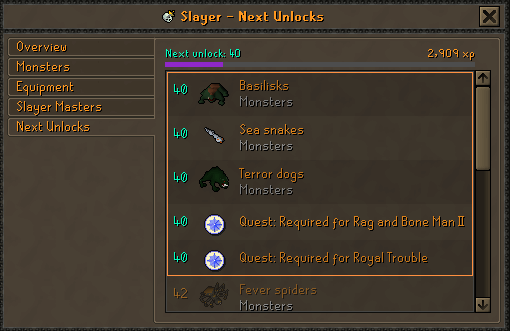 Slayer - Next Unlocks
Overview
Monsters
Equipment
Slayer Masters
Next Unlocks
Next unlock: 40
2,909 xp
40
Basilisks
Monsters
40
Sea snakes
Monsters
40
Terror dogs
Monsters
40
Quest: Required for Rag and Bone Man II
40
Quest: Required for Royal Trouble
42
Fever spiders
Monsters